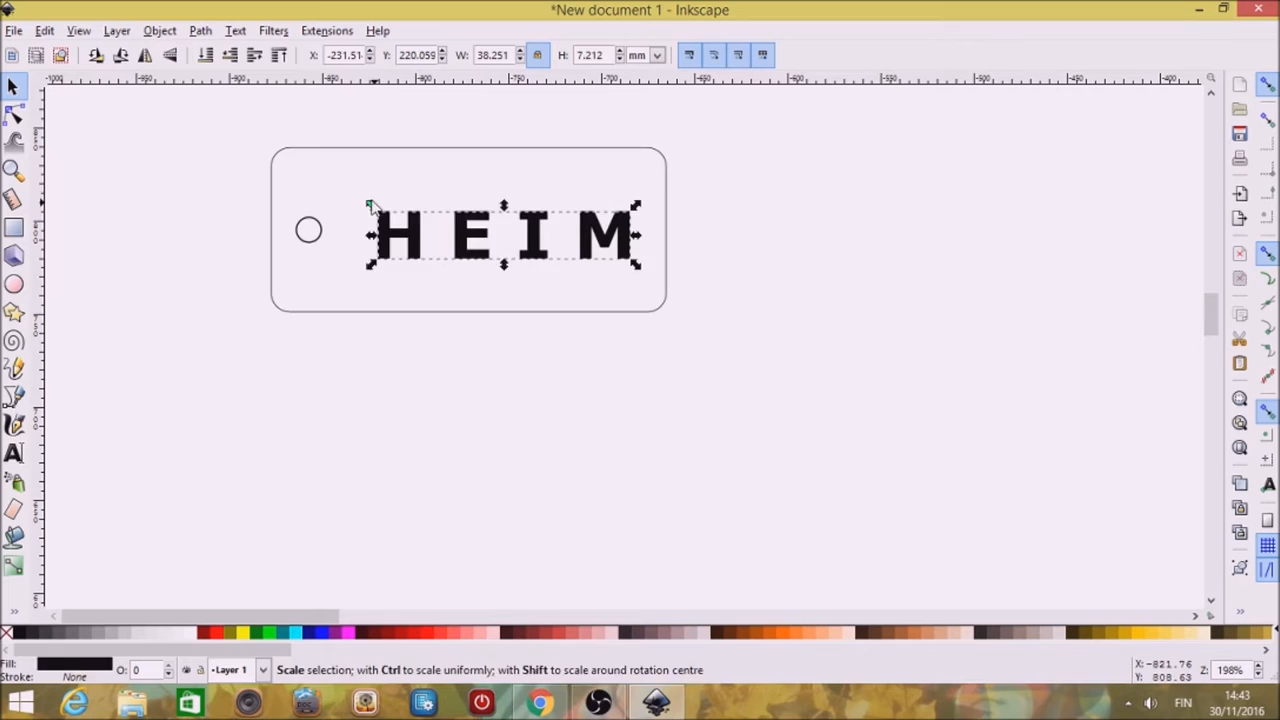 *New document 1 - Inkscape
File Edit View Layer Object Path Text Filters Extensions Help
X: -231.51 Y: 220.059 W: 38.251 H: 7.212 mm
H E I M
Fill:
Stroke: None O: 0 Layer 1 Scale selection; with Ctrl to scale uniformly; with Shift to scale around rotation centre X: -821.76
Y: 808.63 Z: 198%
FIN 14:43
30/11/2016